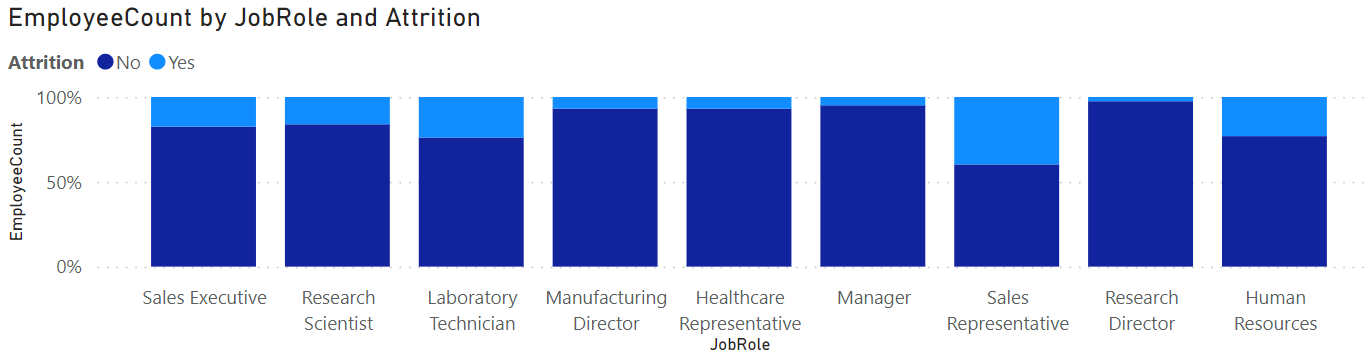 EmployeeCount by JobRole and Attrition
Attrition No Yes
100%
50%
0%
EmployeeCount
Sales Executive
Research
Scientist
Laboratory
Technician
Manufacturing
Director
Healthcare
Representative
Manager
Sales
Representative
Research
Director
Human
Resources
JobRole